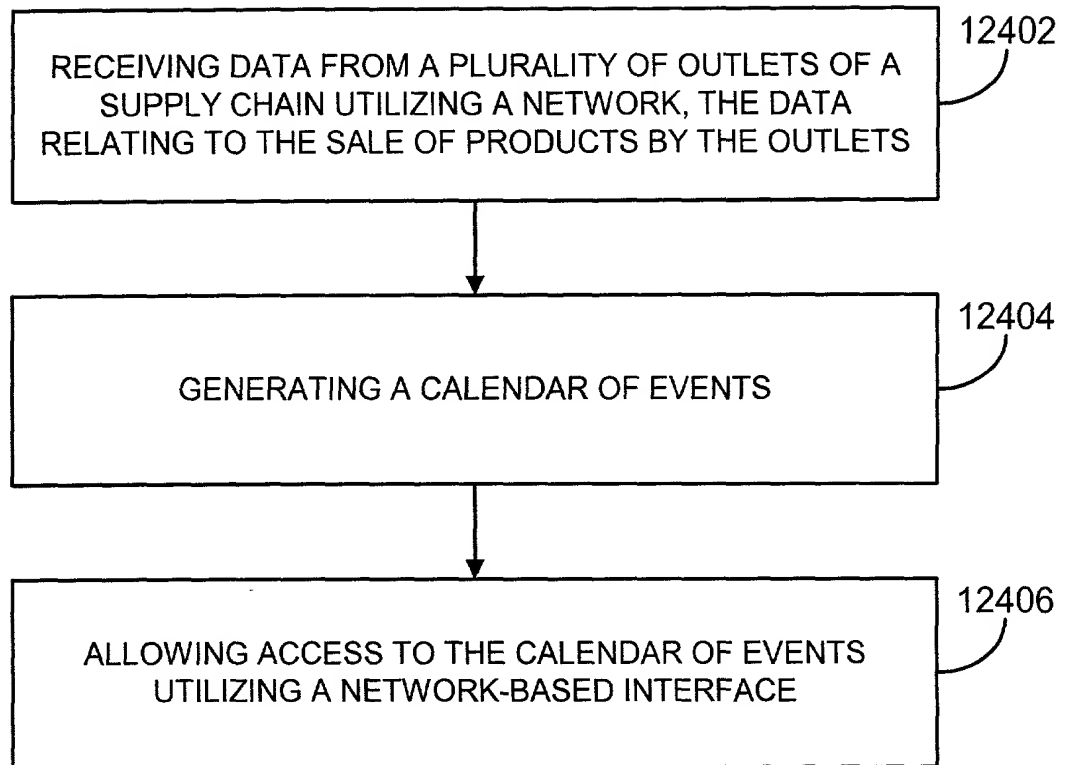 12402
RECEIVING DATA FROM A PLURALITY OF OUTLETS OF A
SUPPLY CHAIN UTILIZING A NETWORK, THE DATA
RELATING TO THE SALE OF PRODUCTS BY THE OUTLETS
12404
GENERATING A CALENDAR OF EVENTS
12406
ALLOWING ACCESS TO THE CALENDAR OF EVENTS
UTILIZING A NETWORK-BASED INTERFACE